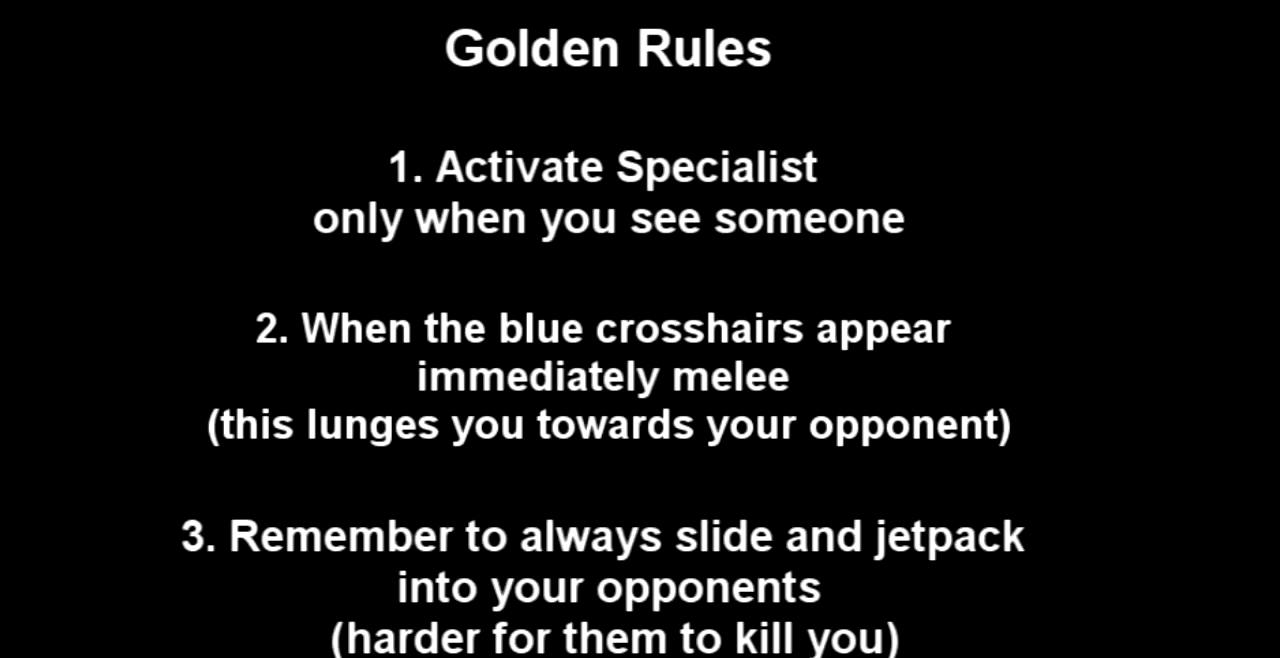 Golden Rules
1. Activate Specialist
only when you see someone
2. When the blue crosshairs appear
immediately melee
(this lunges you towards your opponent)
3. Remember to always slide and jetpack
into your opponents
(harder for them to kill you)